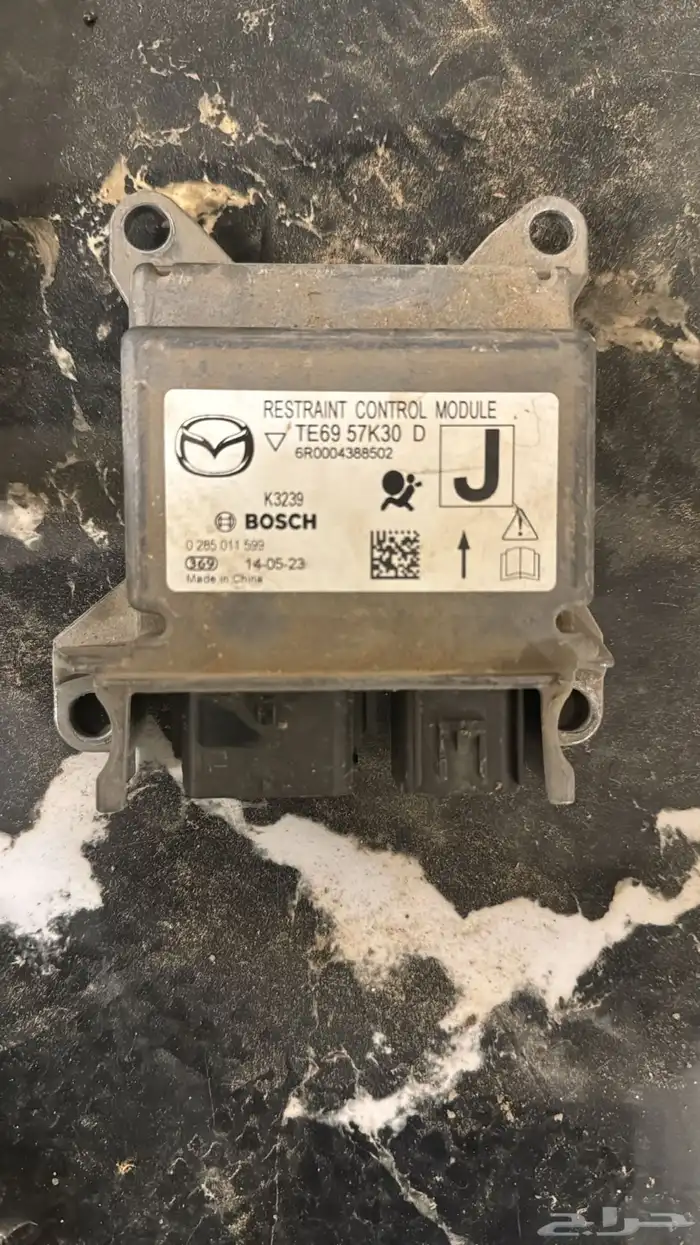 RESTRAINT CONTROL MODULE
TE69 57K30 D
6R0004388502
J
K3239
BOSCH
0 285 011 599
369 14-05-23
Made in China
حراج